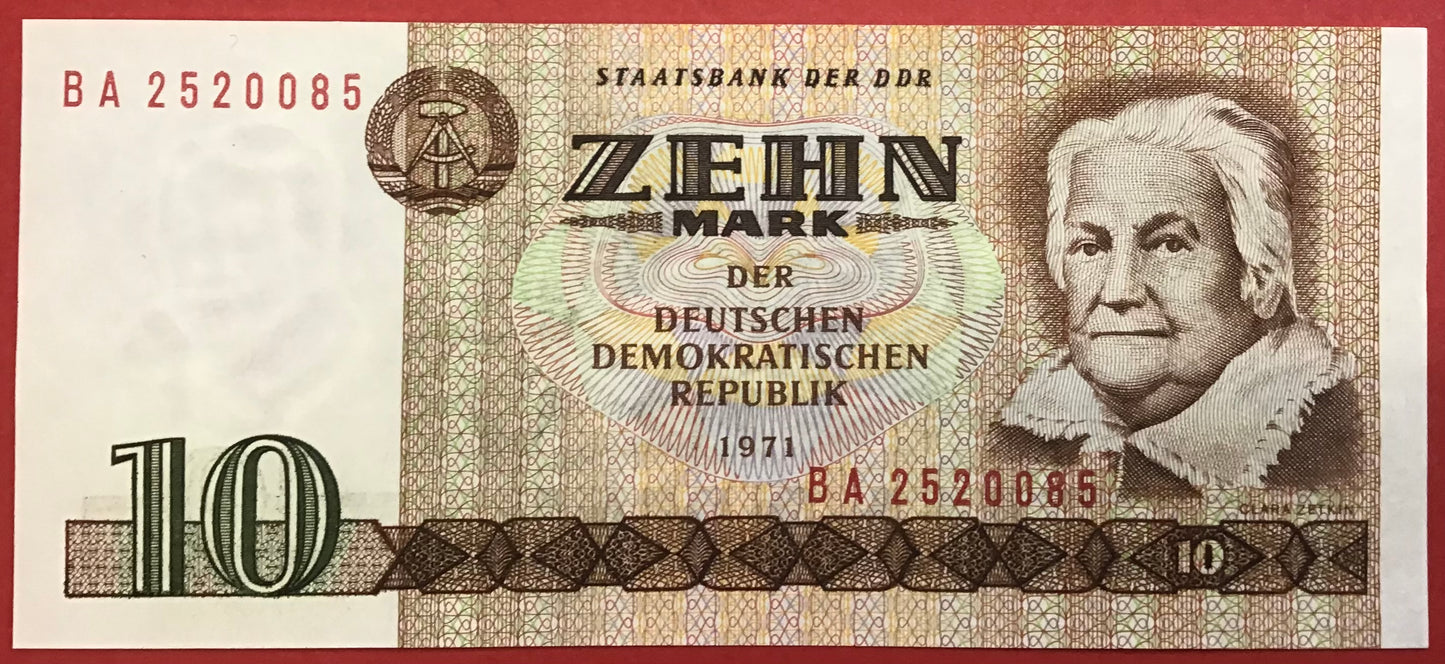 BA 2520085
STAATSBANK DER DDR
ZEHN
MARK
DER
DEUTSCHEN
DEMOKRATISCHEN
REPUBLIK
1971
BA 2520085
CLARA ZETKIN
10
10